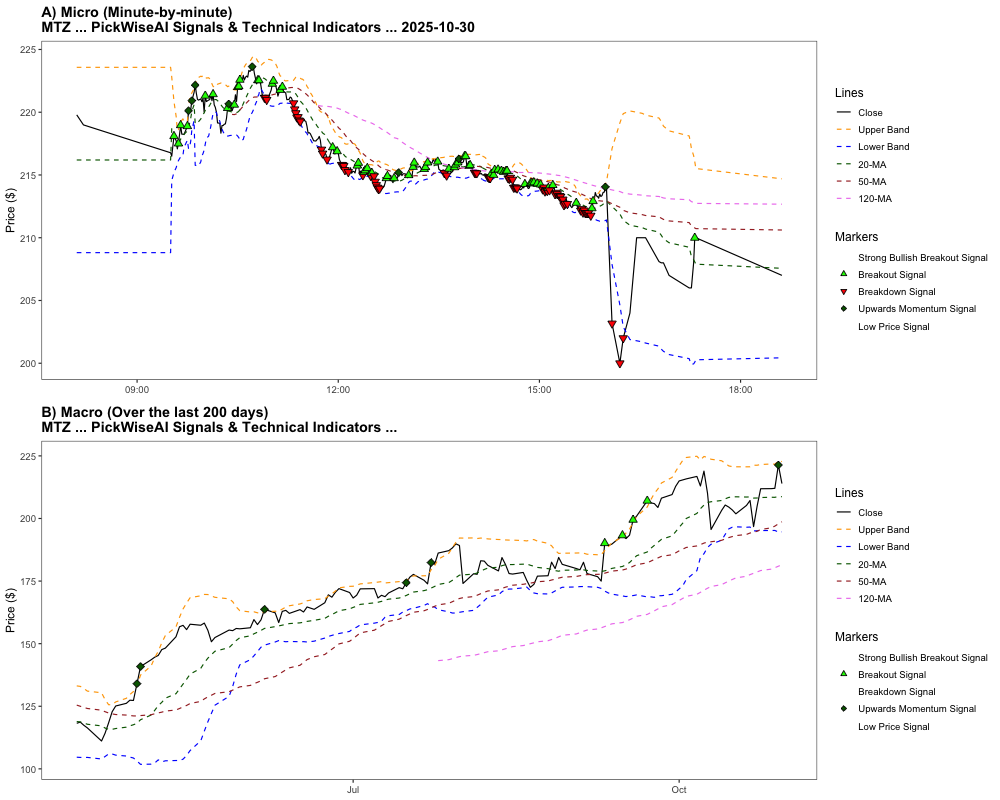 A) Micro (Minute-by-minute)
MTZ ... PickWiseAI Signals & Technical Indicators ... 2025-10-30
225
220
215
210
205
200
Price ($)
09:00
12:00
15:00
18:00
Lines
Close
Upper Band
Lower Band
20-MA
50-MA
120-MA
Markers
Strong Bullish Breakout Signal
Breakout Signal
Breakdown Signal
Upwards Momentum Signal
Low Price Signal
B) Macro (Over the last 200 days)
MTZ ... PickWiseAI Signals & Technical Indicators ...
225
200
175
150
125
100
Price ($)
Jul
Oct
Lines
Close
Upper Band
Lower Band
20-MA
50-MA
120-MA
Markers
Strong Bullish Breakout Signal
Breakout Signal
Breakdown Signal
Upwards Momentum Signal
Low Price Signal